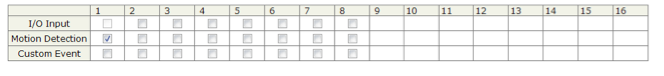 1 2 3 4 5 6 7 8 9 10 11 12 13 14 15 16
I/O Input
Motion Detection
Custom Event